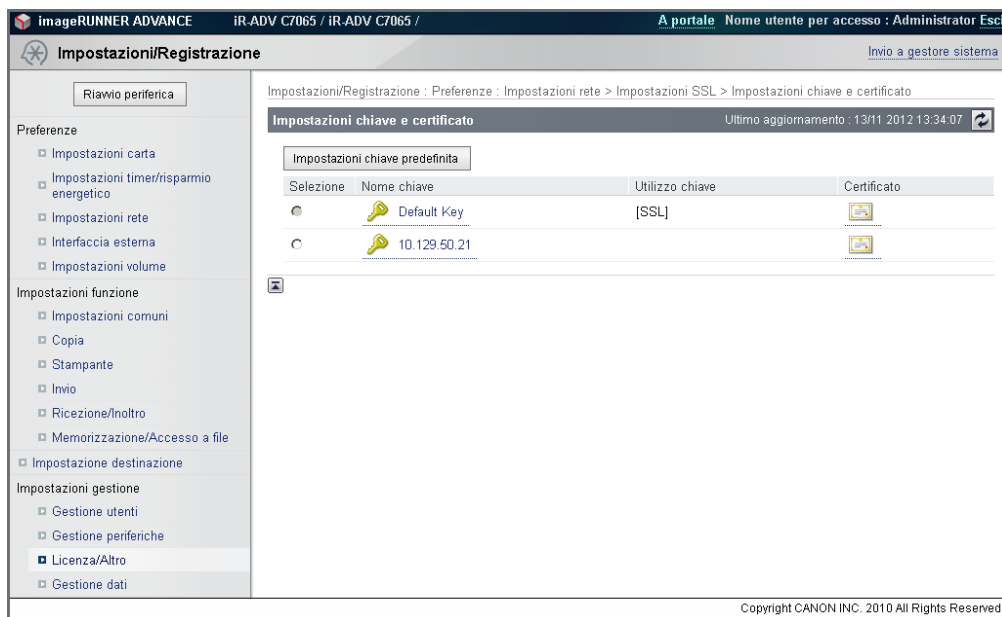 imageRUNNER ADVANCE iR-ADV C7065 / iR-ADV C7065 / A portale Nome utente per accesso : Administrator Esci
Impostazioni/Registrazione Invio a gestore sistema
Riavvio periferica
Preferenze
Impostazioni carta
Impostazioni timer/risparmio
energetico
Impostazioni rete
Interfaccia esterna
Impostazioni volume
Impostazioni funzione
Impostazioni comuni
Copia
Stampante
Invio
Ricezione/Inoltro
Memorizzazione/Accesso a file
Impostazione destinazione
Impostazioni gestione
Gestione utenti
Gestione periferiche
Licenza/Altro
Gestione dati
Impostazioni/Registrazione : Preferenze : Impostazioni rete > Impostazioni SSL > Impostazioni chiave e certificato
Impostazioni chiave e certificato Ultimo aggiornamento : 13/11 2012 13:34:07
Impostazioni chiave predefinita
Selezione Nome chiave Utilizzo chiave Certificato
Default Key [SSL]
10.129.50.21
Copyright CANON INC. 2010 All Rights Reserved